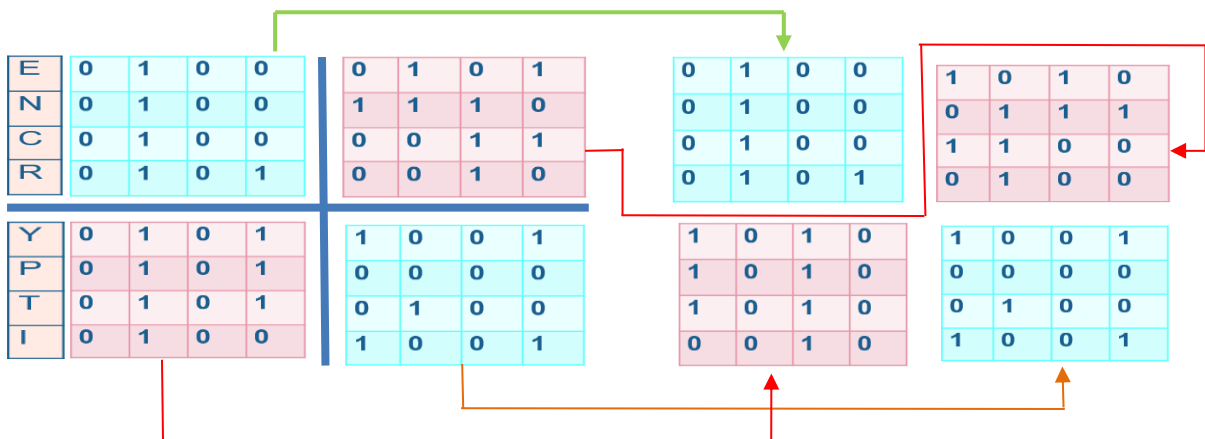 E 0 1 0 0 0 1 0 1 0 1 0 0 1 0 1 0
N 0 1 0 0 1 1 1 0 0 1 0 0 0 1 1 1
C 0 1 0 0 0 0 1 1 0 1 0 0 1 1 0 0
R 0 1 0 1 0 0 1 0 0 1 0 1 0 1 0 0
Y 0 1 0 1 1 0 0 1 1 0 1 0 1 0 0 1
P 0 1 0 1 0 0 0 0 1 0 1 0 0 0 0 0
T 0 1 0 1 0 1 0 0 1 0 1 0 0 1 0 0
I 0 1 0 0 1 0 0 1 0 0 1 0 1 0 0 1